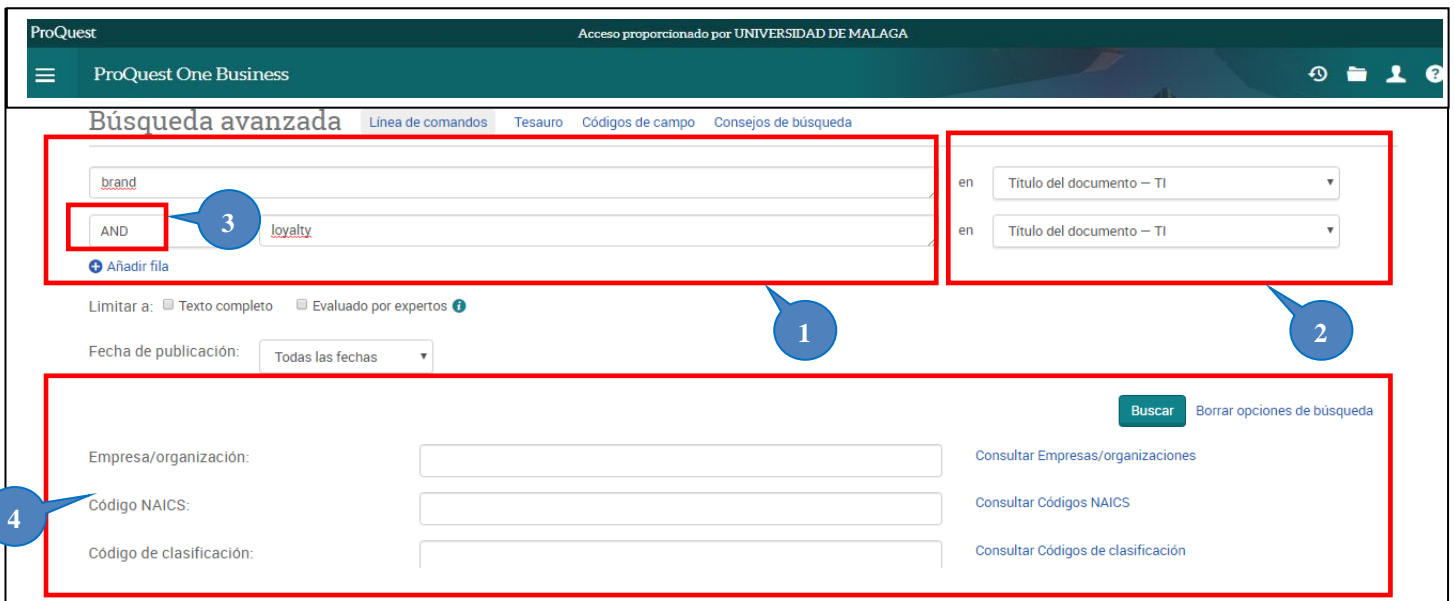 ProQuest Acceso proporcionado por UNIVERSIDAD DE MALAGA
ProQuest One Business
Búsqueda avanzada Línea de comandos Tesauro Códigos de campo Consejos de búsqueda
brand en Título del documento — TI
AND 3 loyalty en Título del documento — TI
Añadir fila
Limitar a: Texto completo Evaluado por expertos
1 2
Fecha de publicación: Todas las fechas
Buscar Borrar opciones de búsqueda
Empresa/organización: Consultar Empresas/organizaciones
4 Código NAICS: Consultar Códigos NAICS
Código de clasificación: Consultar Códigos de clasificación